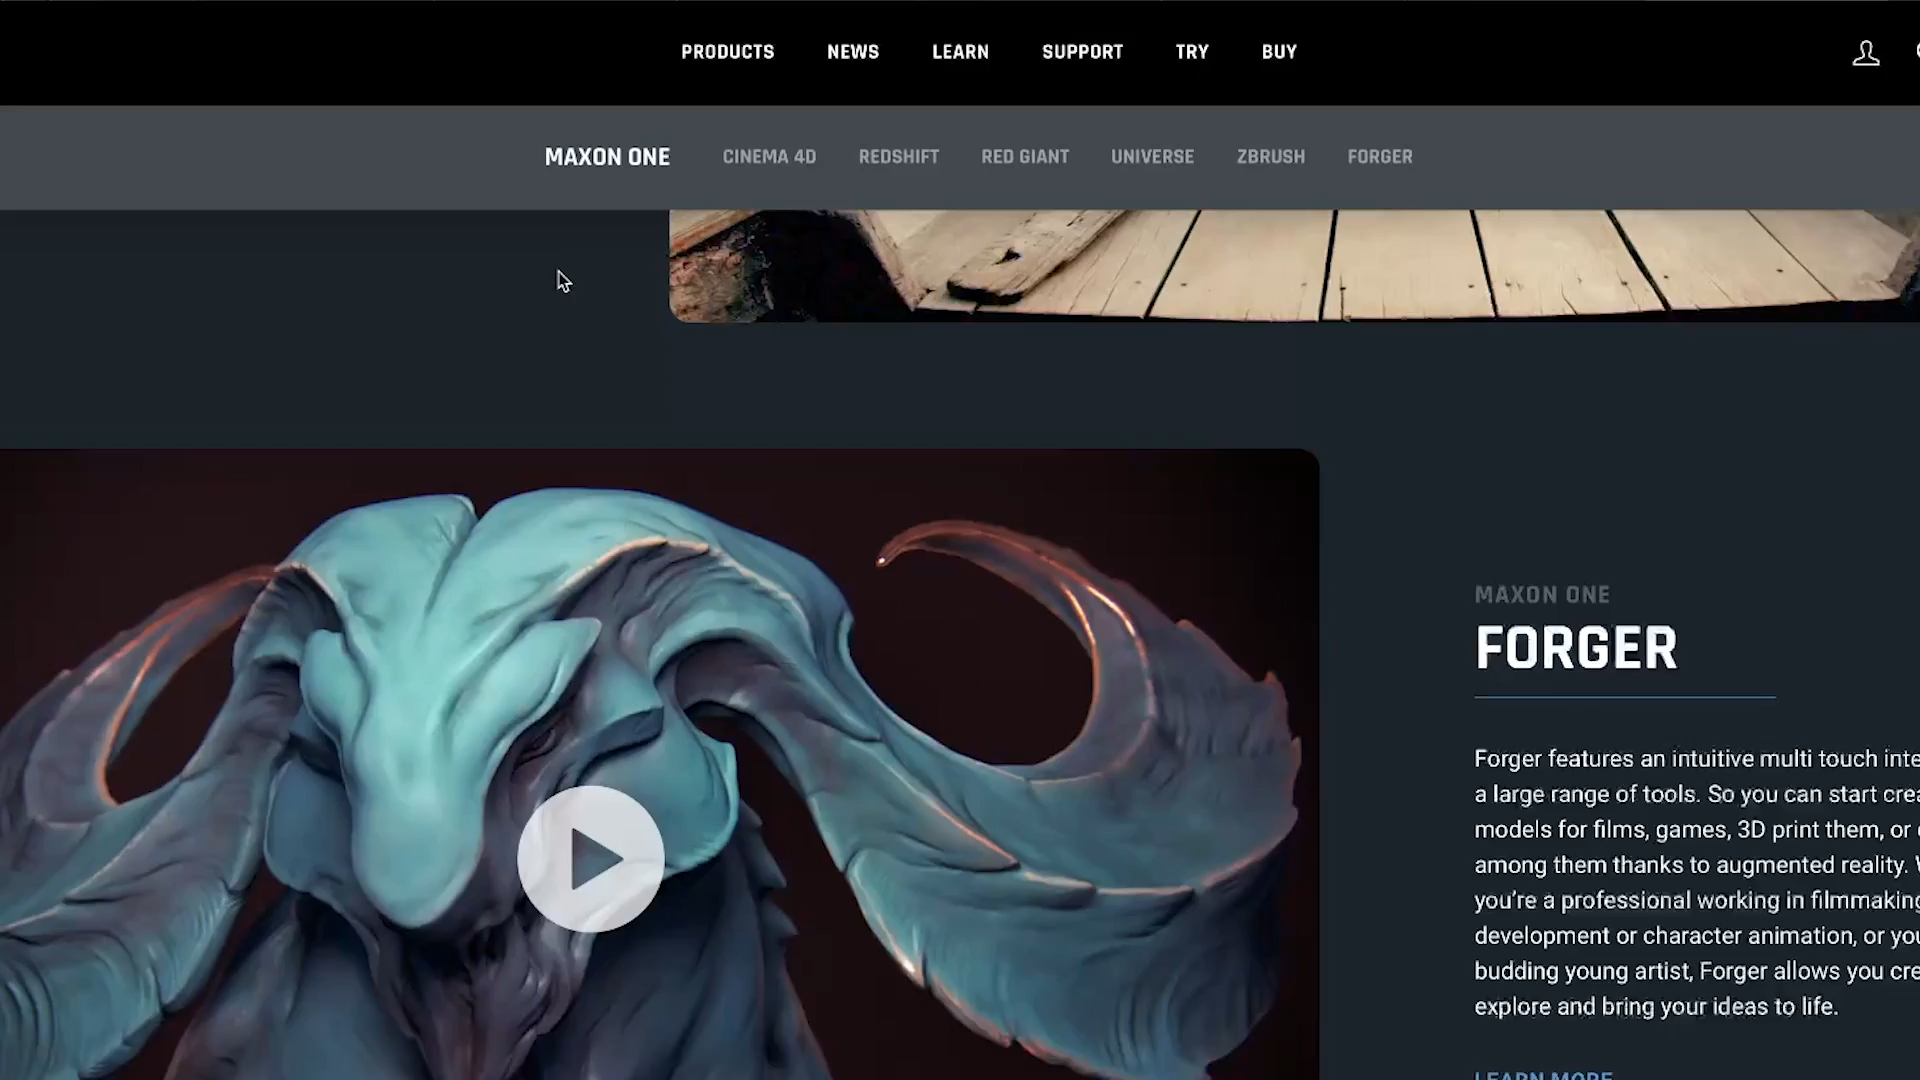 PRODUCTS NEWS LEARN SUPPORT TRY BUY
MAXON ONE CINEMA 4D REDSHIFT RED GIANT UNIVERSE ZBRUSH FORGER
MAXON ONE
FORGER
Forger features an intuitive multi touch inte
a large range of tools. So you can start crea
models for films, games, 3D print them, or
among them thanks to augmented reality.
you're a professional working in filmmaking
development or character animation, or you
budding young artist, Forger allows you cre
explore and bring your ideas to life.
LEARN MORE